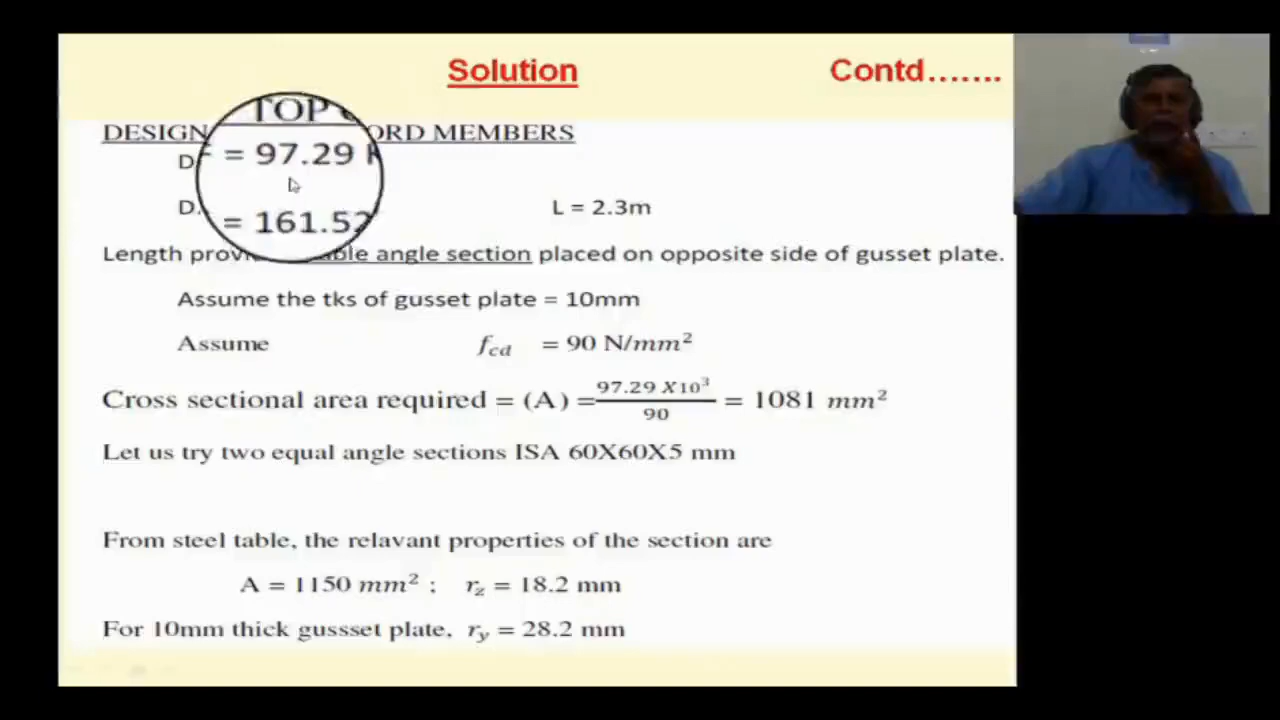 Solution
Contd.......
DESIGN TOP ORD MEMBERS
D = 97.29
D. = 161.52 L = 2.3m
Length prov angle section placed on opposite side of gusset plate.
Assume the tks of gusset plate = 10mm
Assume f_cd = 90 N/mm²
Cross sectional area required = (A) = 97.29 X10³ / 90 = 1081 mm²
Let us try two equal angle sections ISA 60X60X5 mm
From steel table, the relavant properties of the section are
A = 1150 mm² ; r_z = 18.2 mm
For 10mm thick gussset plate, r_y = 28.2 mm